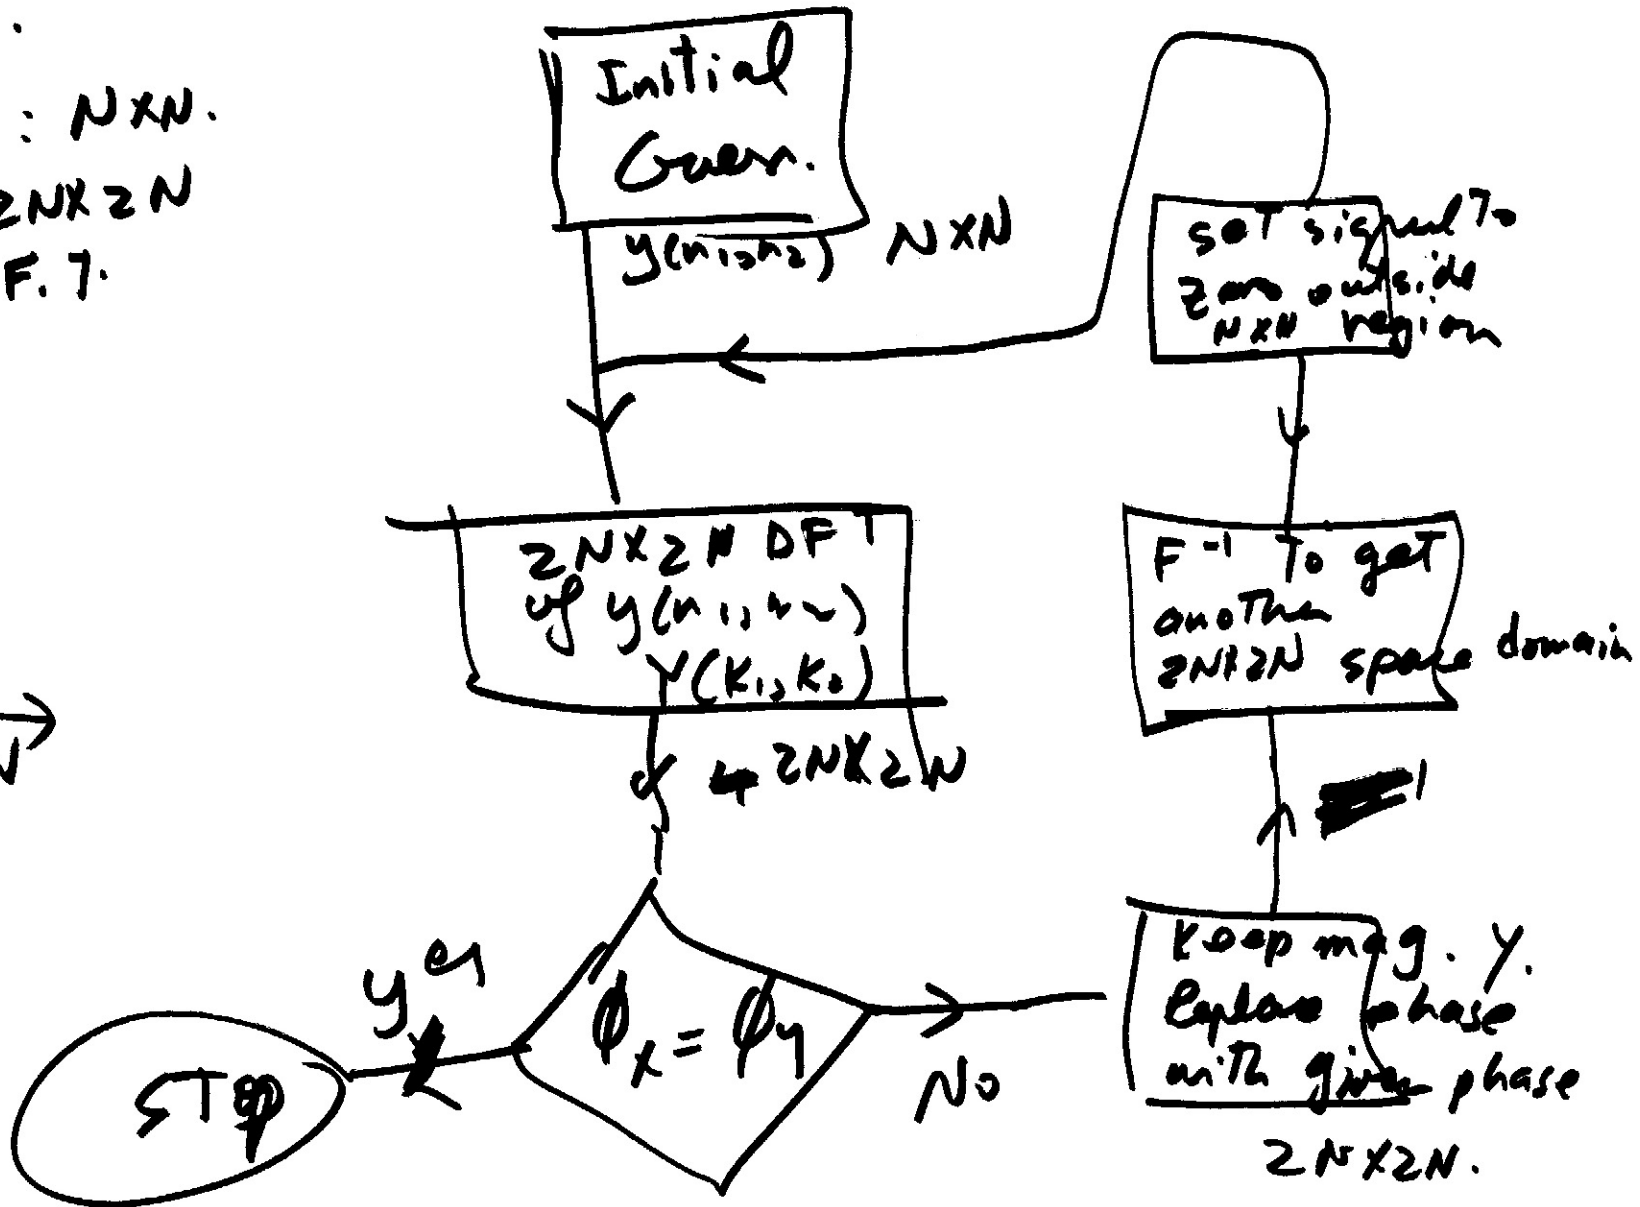 : N×N.
2N×2N
F.T.
Initial
Guess.
y(n₁,n₂) N×N
set signal To
zero outside
N×N region
2N×2N DFT
of y(n₁,n₂)
Y(K₁,K₂)
F⁻¹ To get
another
2N×2N space domain
N
2N×2N
Keep mag. Y.
Replace phase
with given phase
2N×2N.
yes
ϕₓ = ϕy
No
STOP